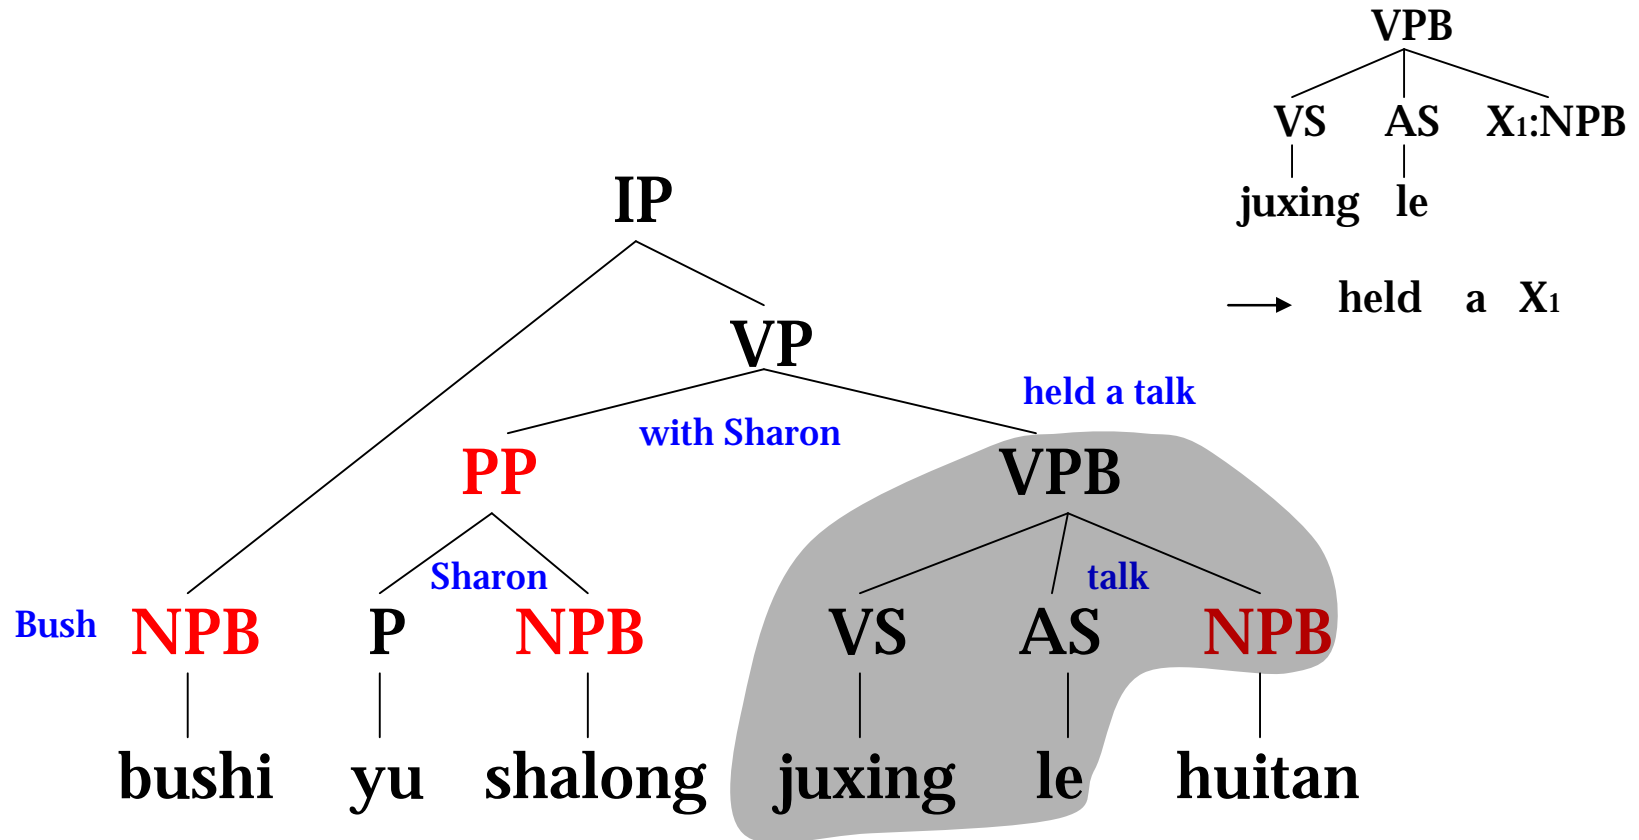 VPB
VS AS X1:NPB
juxing le
→ held a X1
IP
VP
held a talk
with Sharon
PP VPB
Sharon talk
Bush NPB P NPB VS AS NPB
bushi yu shalong juxing le huitan